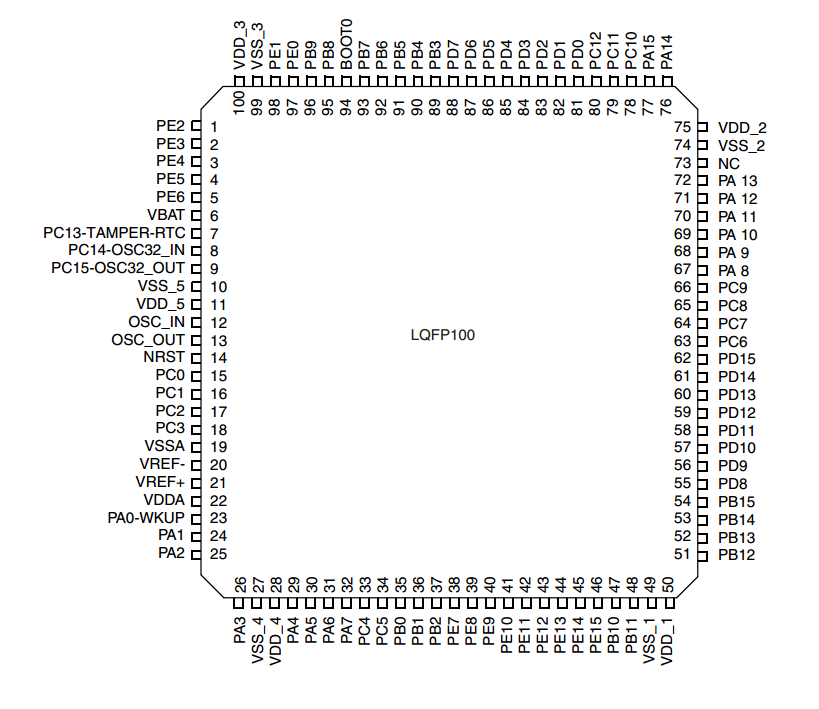 VDD_3 VSS_3 PE1 PE0 PB9 PB8 BOOT0 PB7 PB6 PB5 PB4 PB3 PD7 PD6 PD5 PD4 PD3 PD2 PD1 PD0 PC12 PC11 PC10 PA15 PA14
100 99 98 97 96 95 94 93 92 91 90 89 88 87 86 85 84 83 82 81 80 79 78 77 76
PE2 1 75 VDD_2
PE3 2 74 VSS_2
PE4 3 73 NC
PE5 4 72 PA 13
PE6 5 71 PA 12
VBAT 6 70 PA 11
PC13-TAMPER-RTC 7 69 PA 10
PC14-OSC32_IN 8 68 PA 9
PC15-OSC32_OUT 9 67 PA 8
VSS_5 10 66 PC9
VDD_5 11 65 PC8
OSC_IN 12 64 PC7
OSC_OUT 13 LQFP100 63 PC6
NRST 14 62 PD15
PC0 15 61 PD14
PC1 16 60 PD13
PC2 17 59 PD12
PC3 18 58 PD11
VSSA 19 57 PD10
VREF- 20 56 PD9
VREF+ 21 55 PD8
VDDA 22 54 PB15
PA0-WKUP 23 53 PB14
PA1 24 52 PB13
PA2 25 51 PB12
26 27 28 29 30 31 32 33 34 35 36 37 38 39 40 41 42 43 44 45 46 47 48 49 50
PA3 VSS_4 VDD_4 PA4 PA5 PA6 PA7 PC4 PC5 PB0 PB1 PB2 PE7 PE8 PE9 PE10 PE11 PE12 PE13 PE14 PE15 PB10 PB11 VSS_1 VDD_1